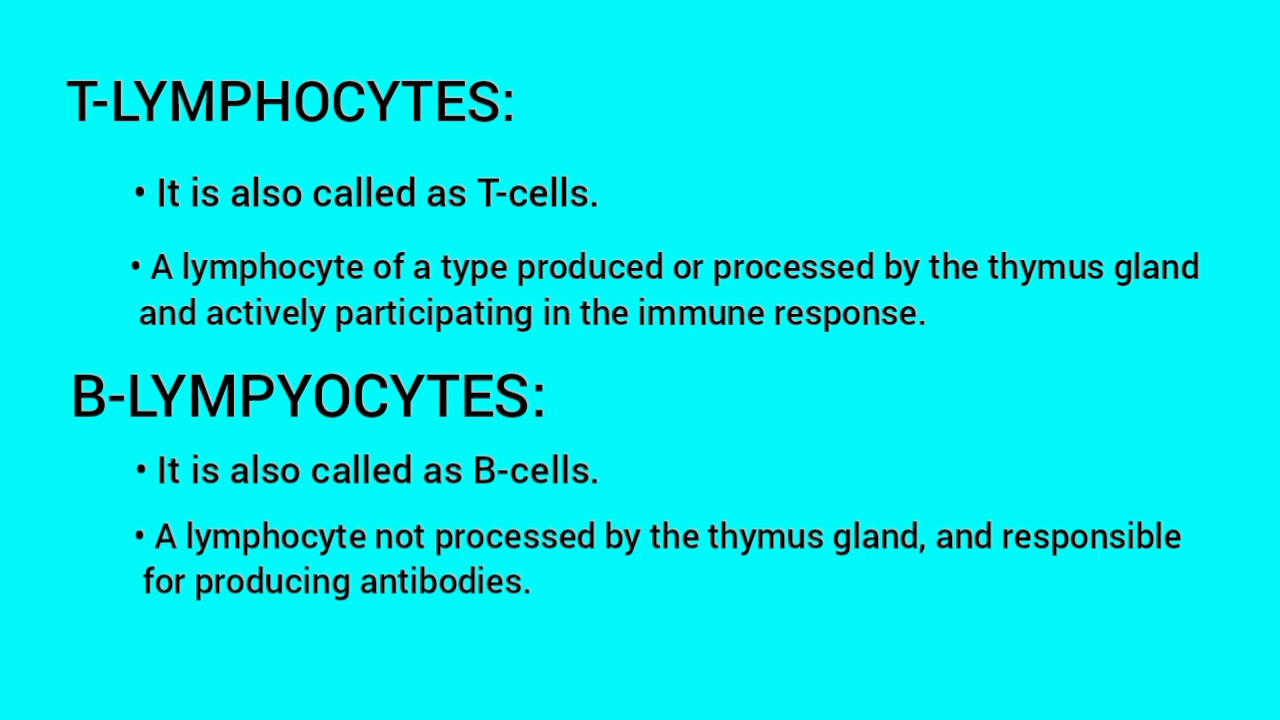 T-LYMPHOCYTES:
• It is also called as T-cells.
• A lymphocyte of a type produced or processed by the thymus gland
and actively participating in the immune response.
B-LYMPYOCYTES:
• It is also called as B-cells.
• A lymphocyte not processed by the thymus gland, and responsible
for producing antibodies.